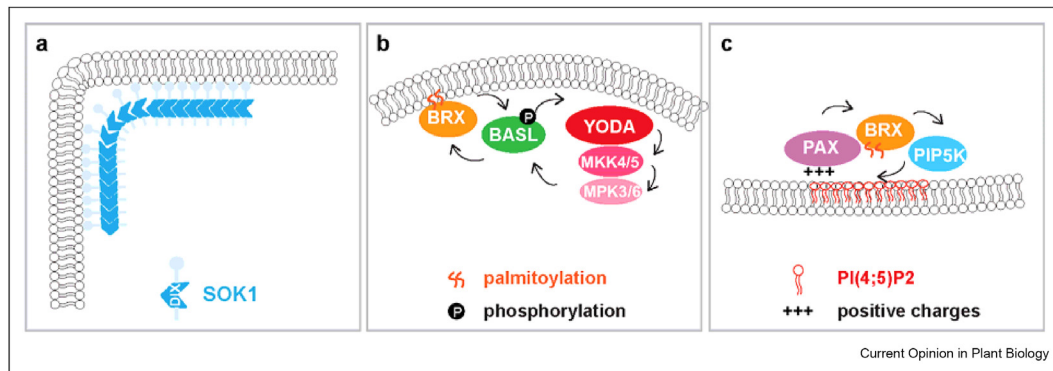 a
DIX SOK1
b
BRX
P
BASL
YODA
MKK4/5
MPK3/6
palmitoylation
P phosphorylation
c
BRX
PAX
PIP5K
+++
PI(4;5)P2
+++ positive charges
Current Opinion in Plant Biology